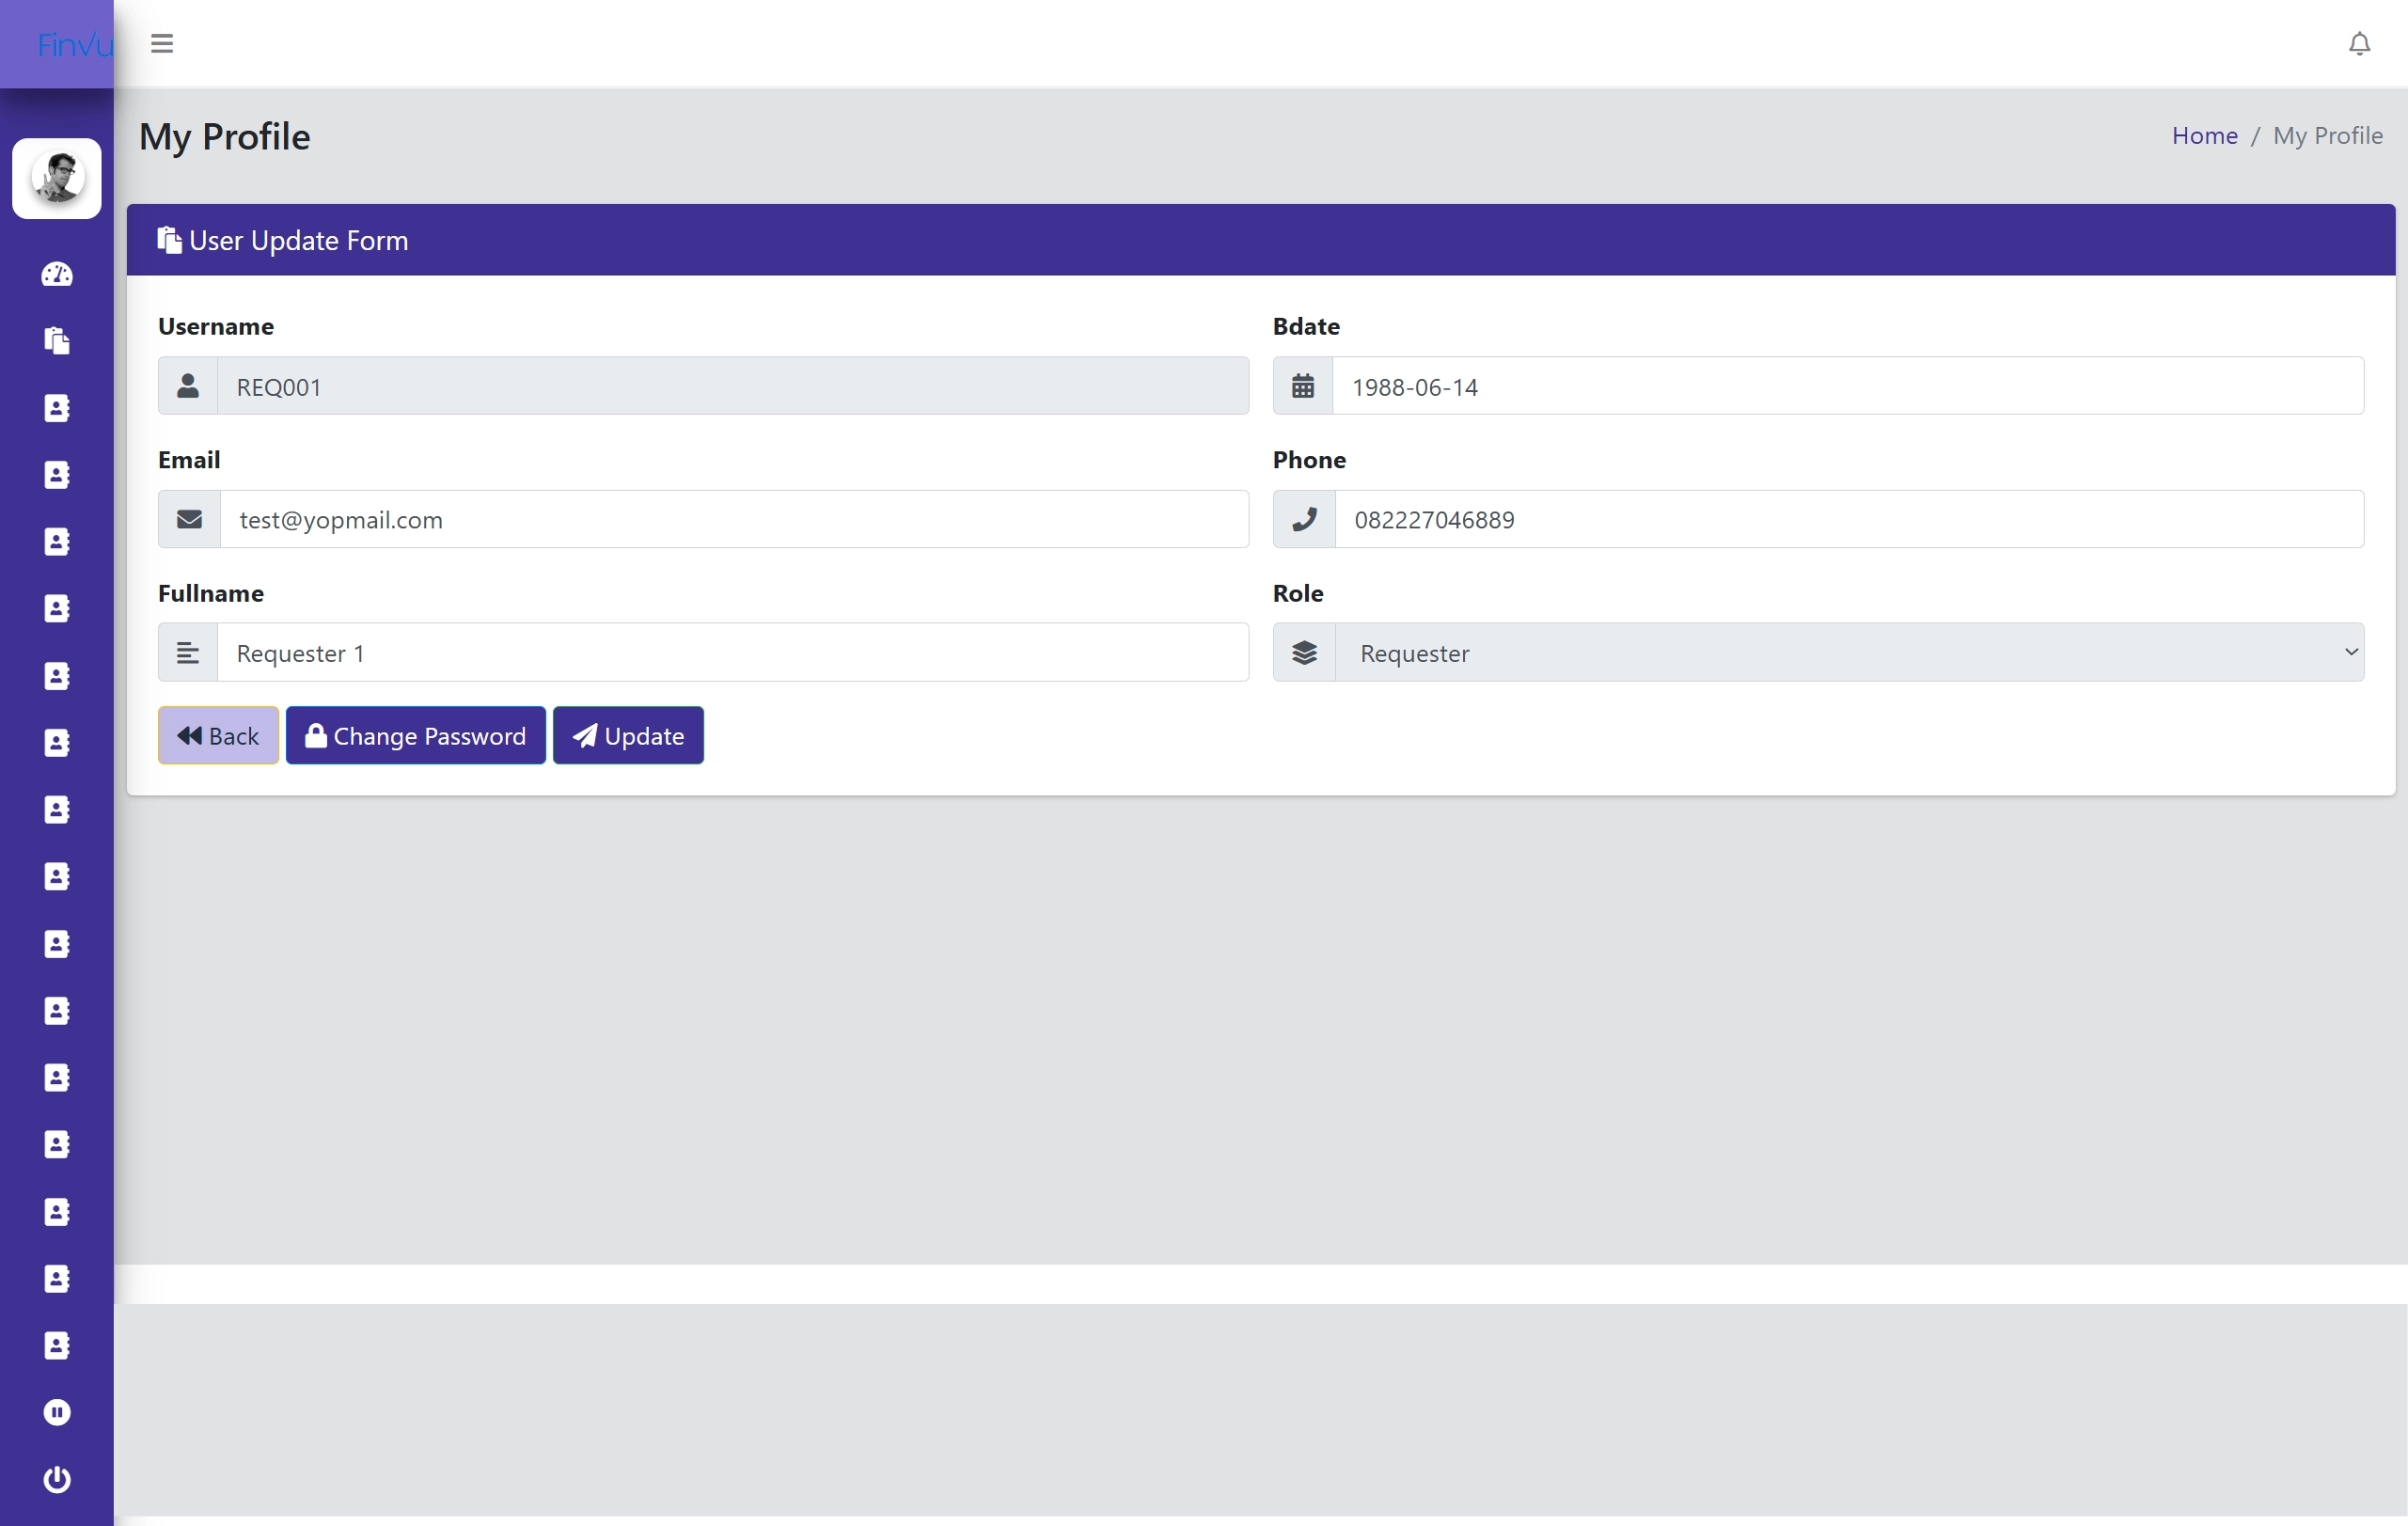 FinVu
My Profile
Home / My Profile
User Update Form
Username
Bdate
REQ001
1988-06-14
Email
Phone
test@yopmail.com
082227046889
Fullname
Role
Requester 1
Requester
Back
Change Password
Update